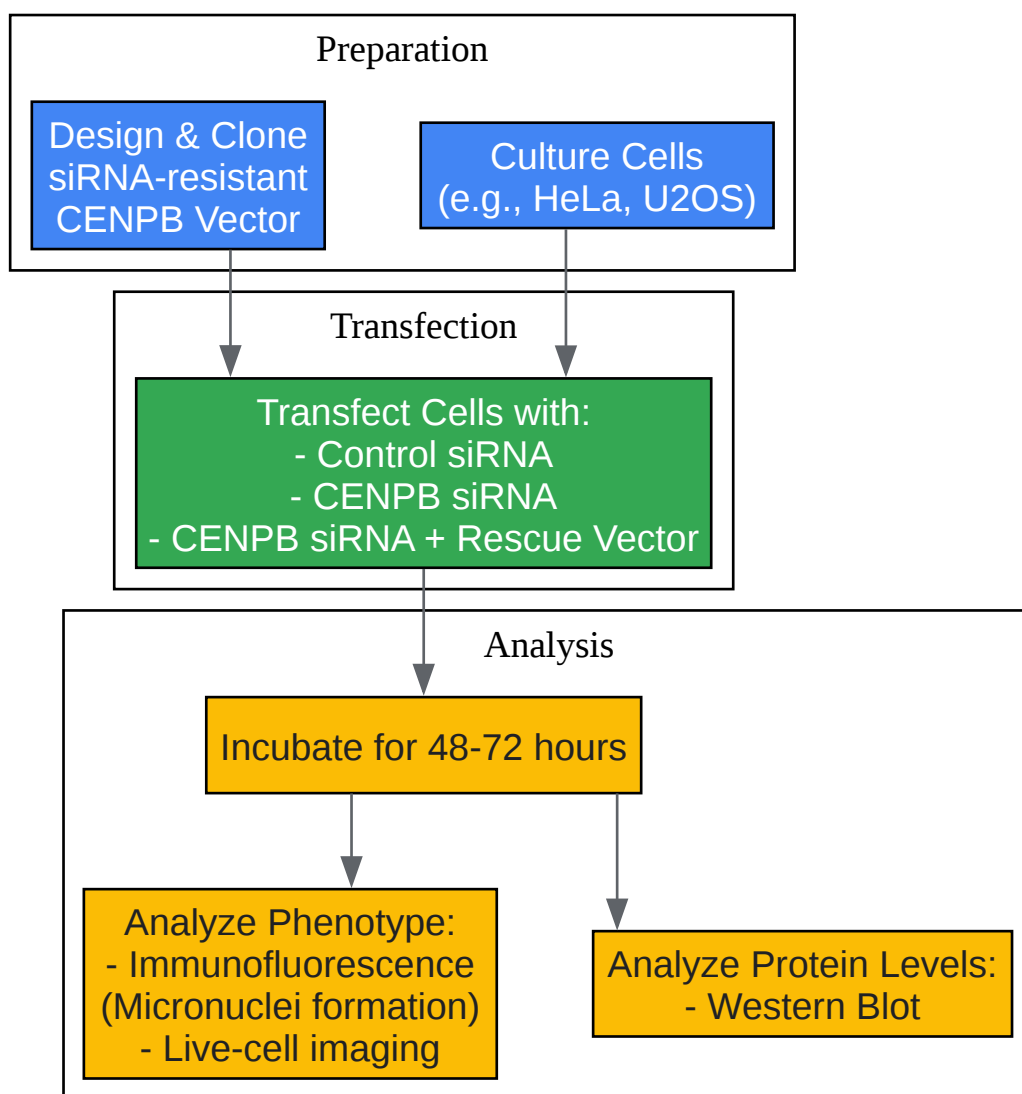 Preparation
Design & Clone
siRNA-resistant
CENPB Vector
Culture Cells
(e.g., HeLa, U2OS)
Transfection
Transfect Cells with:
- Control siRNA
- CENPB siRNA
- CENPB siRNA + Rescue Vector
Analysis
Incubate for 48-72 hours
Analyze Phenotype:
- Immunofluorescence
(Micronuclei formation)
- Live-cell imaging
Analyze Protein Levels:
- Western Blot